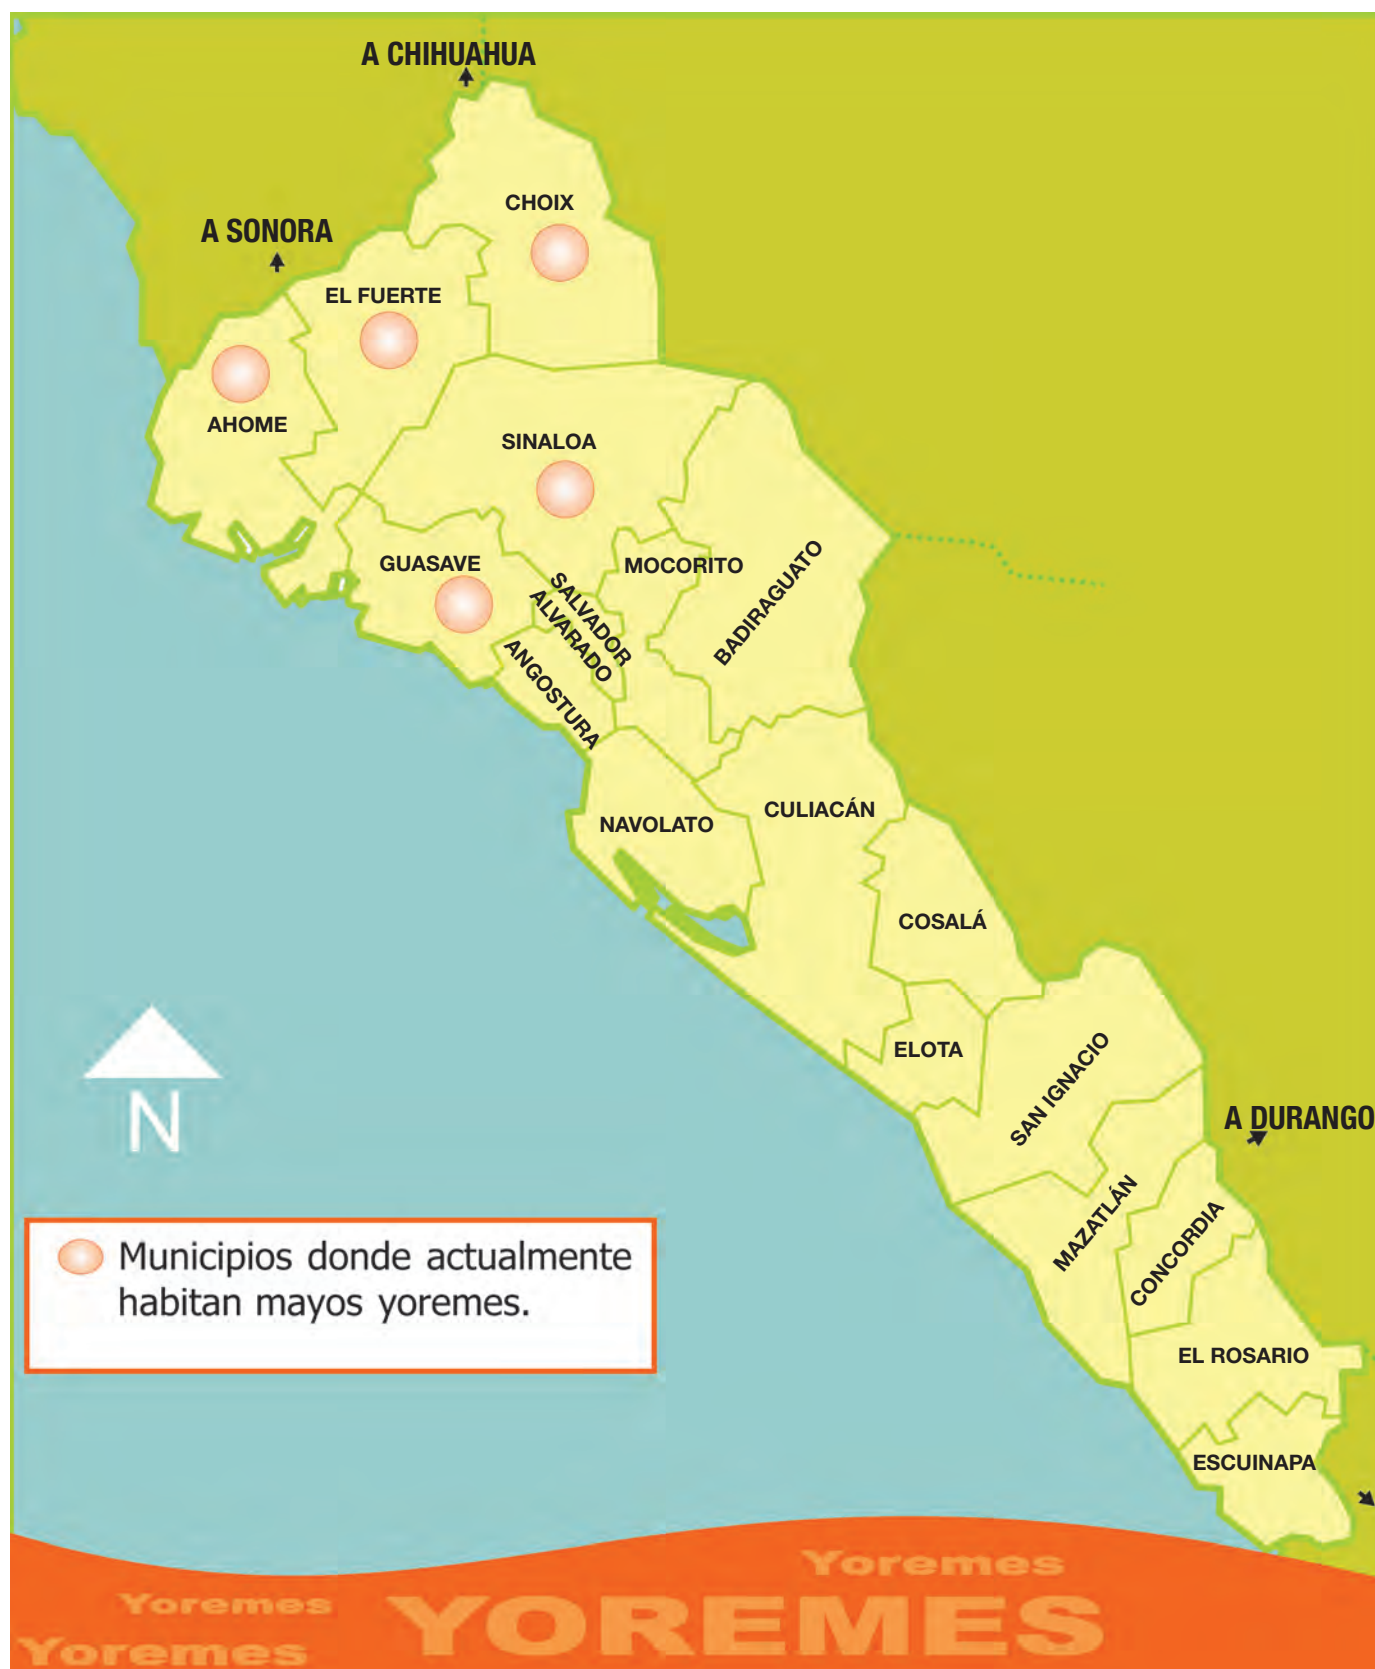 A CHIHUAHUA
CHOIX
A SONORA
EL FUERTE
AHOME
SINALOA
GUASAVE
MOCORITO
SALVADOR
ALVARADO
BADIRAGUATO
ANGOSTURA
CULIACÁN
NAVOLATO
COSALÁ
ELOTA
SAN IGNACIO
N
A DURANGO
MAZATLÁN
CONCORDIA
Municipios donde actualmente
habitan mayos yoremes.
EL ROSARIO
ESCUINAPA
Yoremes
Yoremes
YOREMES
Yoremes